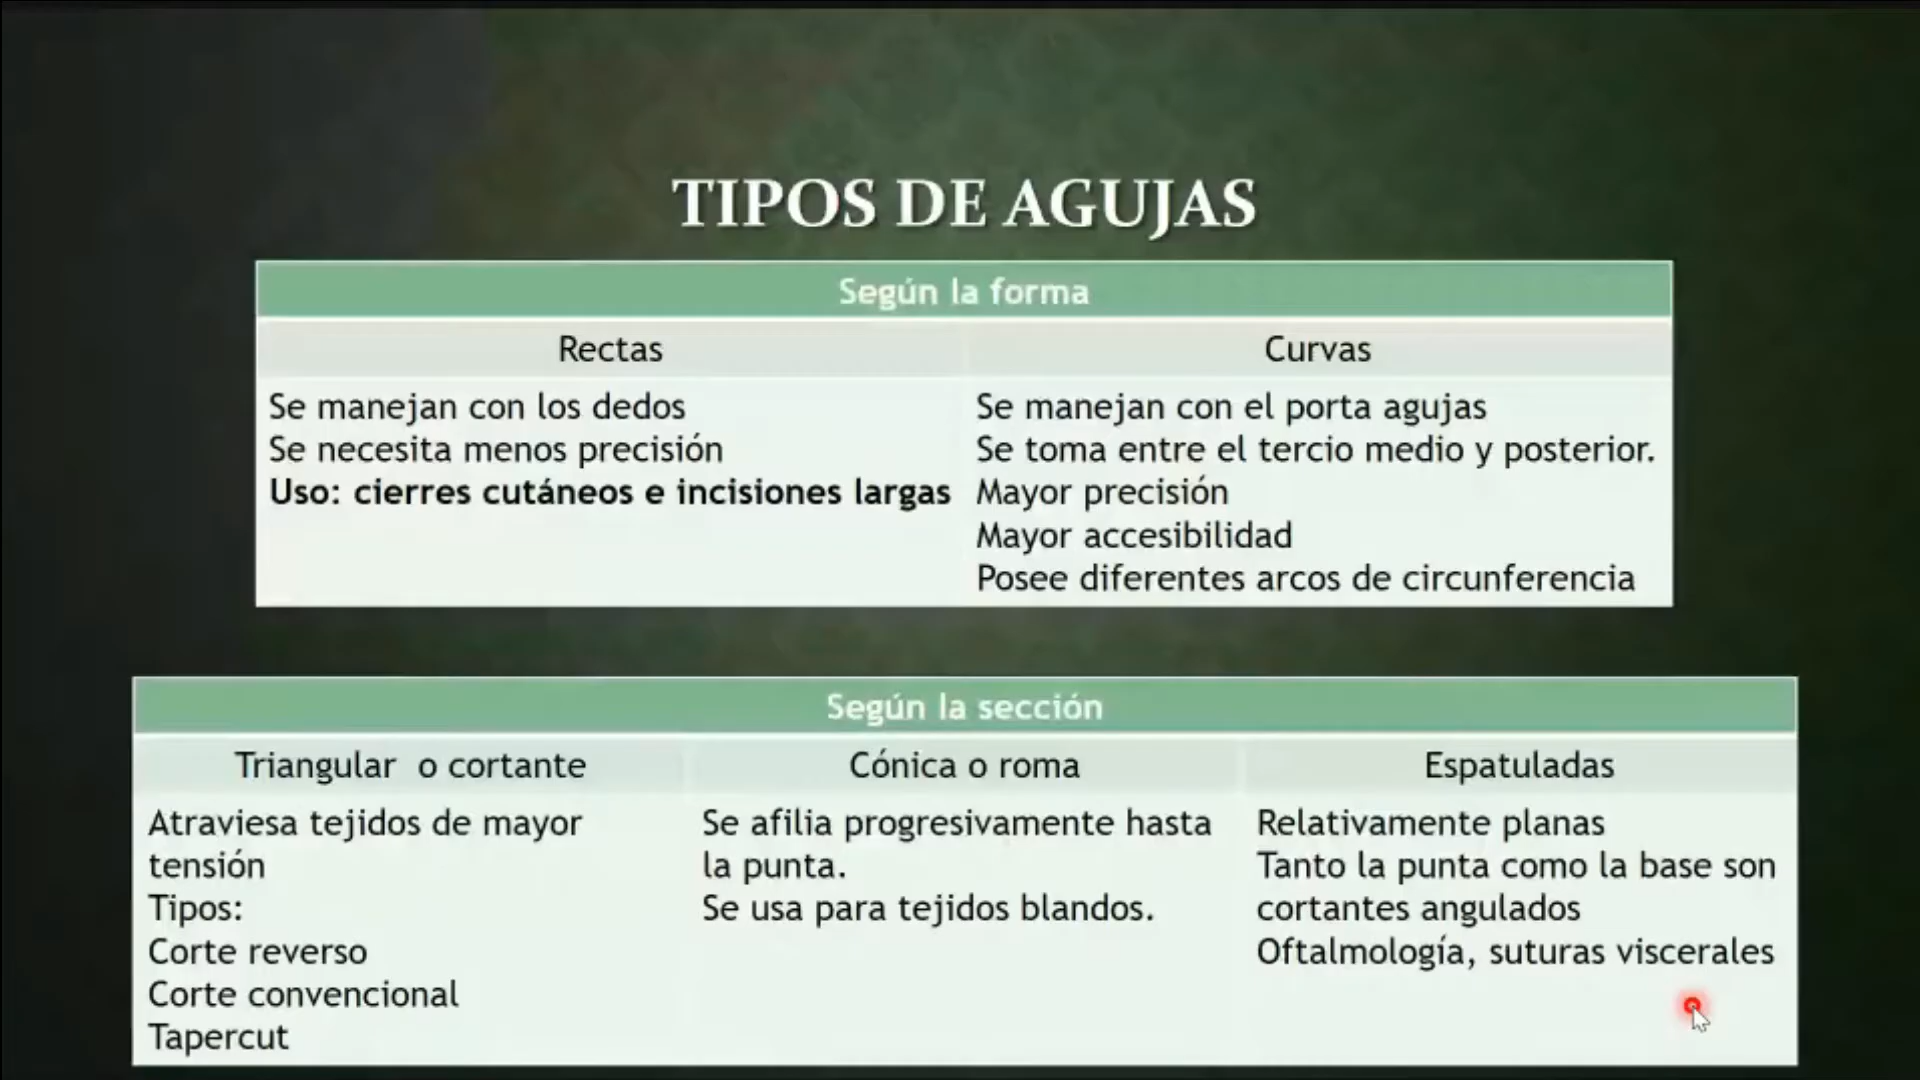 TIPOS DE AGUJAS
Según la forma
Rectas
Curvas
Se manejan con los dedos
Se necesita menos precisión
Uso: cierres cutáneos e incisiones largas
Se manejan con el porta agujas
Se toma entre el tercio medio y posterior.
Mayor precisión
Mayor accesibilidad
Posee diferentes arcos de circunferencia
Según la sección
Triangular o cortante
Cónica o roma
Espatuladas
Atraviesa tejidos de mayor
tensión
Tipos:
Corte reverso
Corte convencional
Tapercut
Se afilia progresivamente hasta
la punta.
Se usa para tejidos blandos.
Relativamente planas
Tanto la punta como la base son
cortantes angulados
Oftalmología, suturas viscerales